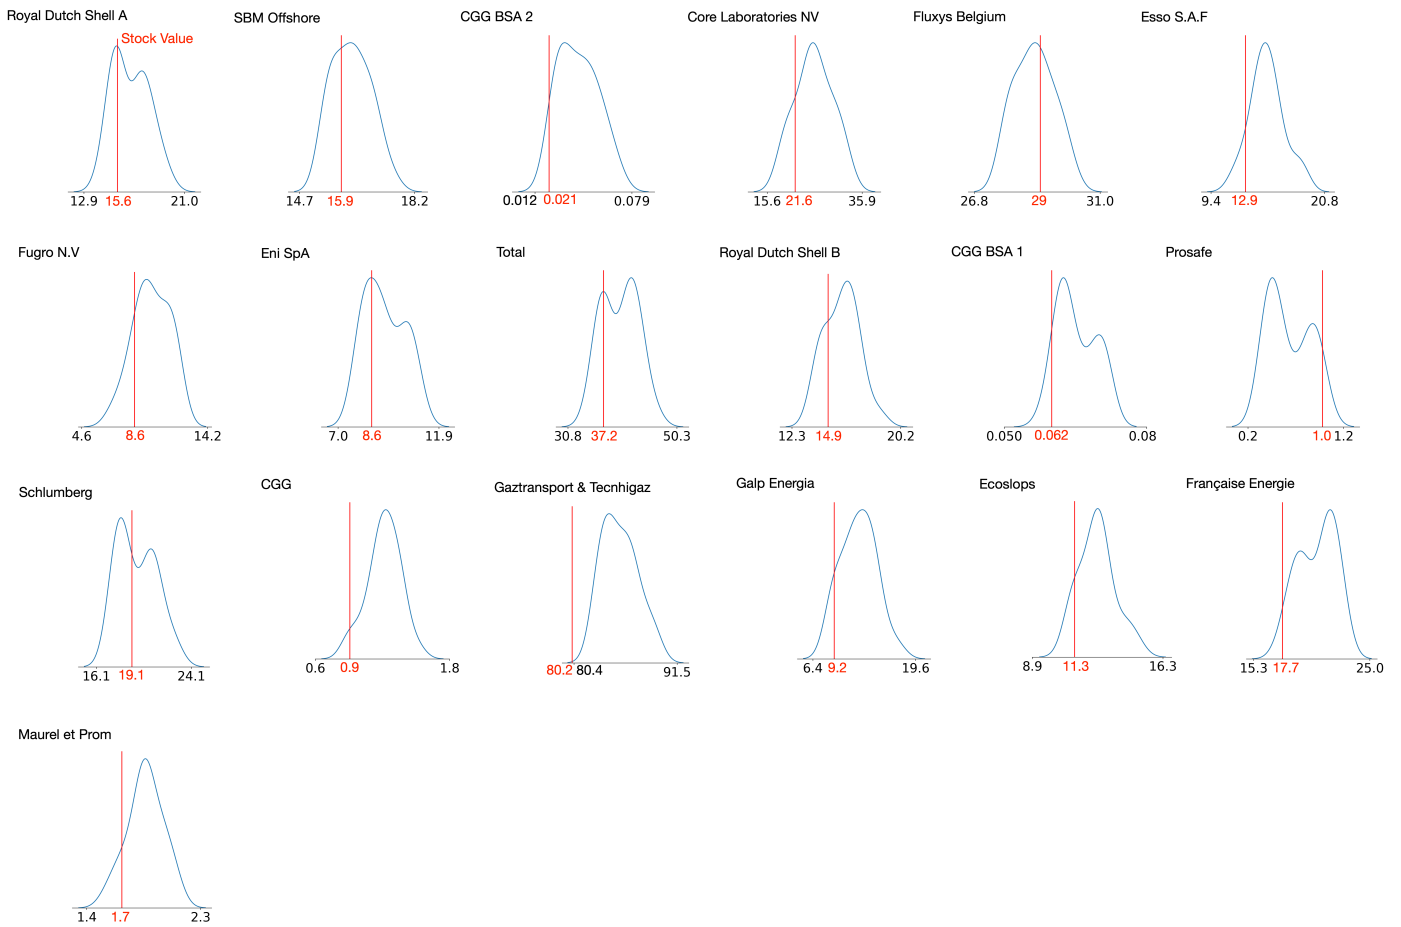 Royal Dutch Shell A
SBM Offshore
CGG BSA 2
Core Laboratories NV
Fluxys Belgium
Esso S.A.F
Stock Value
12.9 15.6 21.0
14.7 15.9 18.2
0.012 0.021 0.079
15.6 21.6 35.9
26.8 29 31.0
9.4 12.9 20.8
Fugro N.V
Eni SpA
Total
Royal Dutch Shell B
CGG BSA 1
Prosafe
4.6 8.6 14.2
7.0 8.6 11.9
30.8 37.2 50.3
12.3 14.9 20.2
0.050 0.062 0.08
0.2 1.0 1.2
Schlumberg
CGG
Gaztransport & Tecnhigaz
Galp Energia
Ecoslops
Française Energie
16.1 19.1 24.1
0.6 0.9 1.8
80.2 80.4 91.5
6.4 9.2 19.6
8.9 11.3 16.3
15.3 17.7 25.0
Maurel et Prom
1.4 1.7 2.3